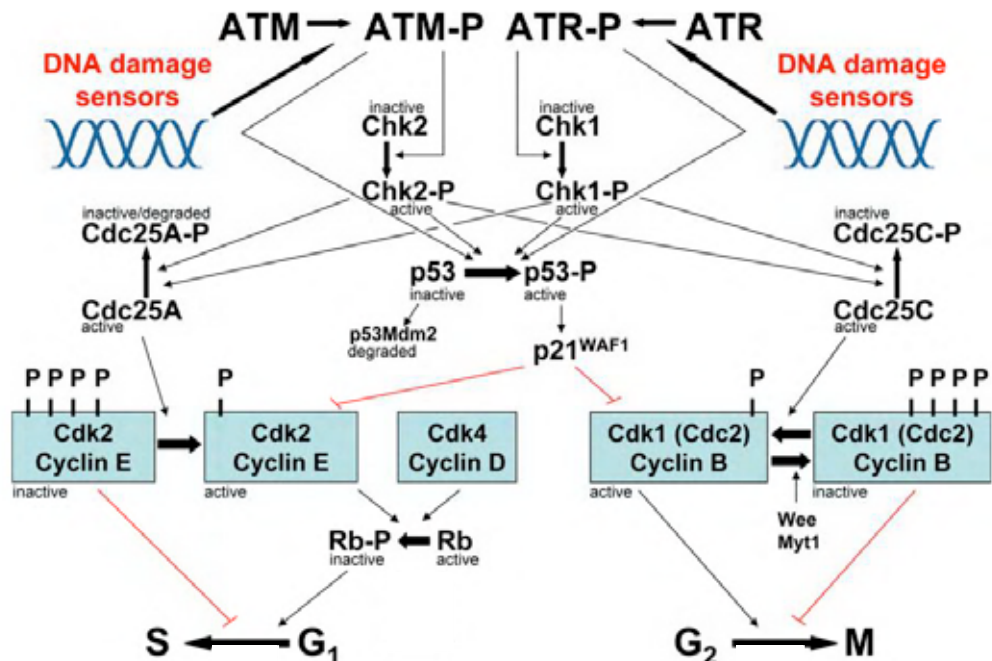 ATM ATM-P ATR-P ATR
DNA damage
sensors
DNA damage
sensors
inactive
Chk2
inactive
Chk1
Chk2-P
active
Chk1-P
active
inactive/degraded
Cdc25A-P
inactive
Cdc25C-P
p53
inactive
p53-P
active
Cdc25A
active
Cdc25C
active
p53Mdm2
degraded
p21WAF1
P P P P
P
P
P P P P
Cdk2
Cyclin E
inactive
Cdk2
Cyclin E
active
Cdk4
Cyclin D
Cdk1 (Cdc2)
Cyclin B
active
Cdk1 (Cdc2)
Cyclin B
inactive
Wee
Myt1
Rb-P
inactive
Rb
active
S G1
G2 M